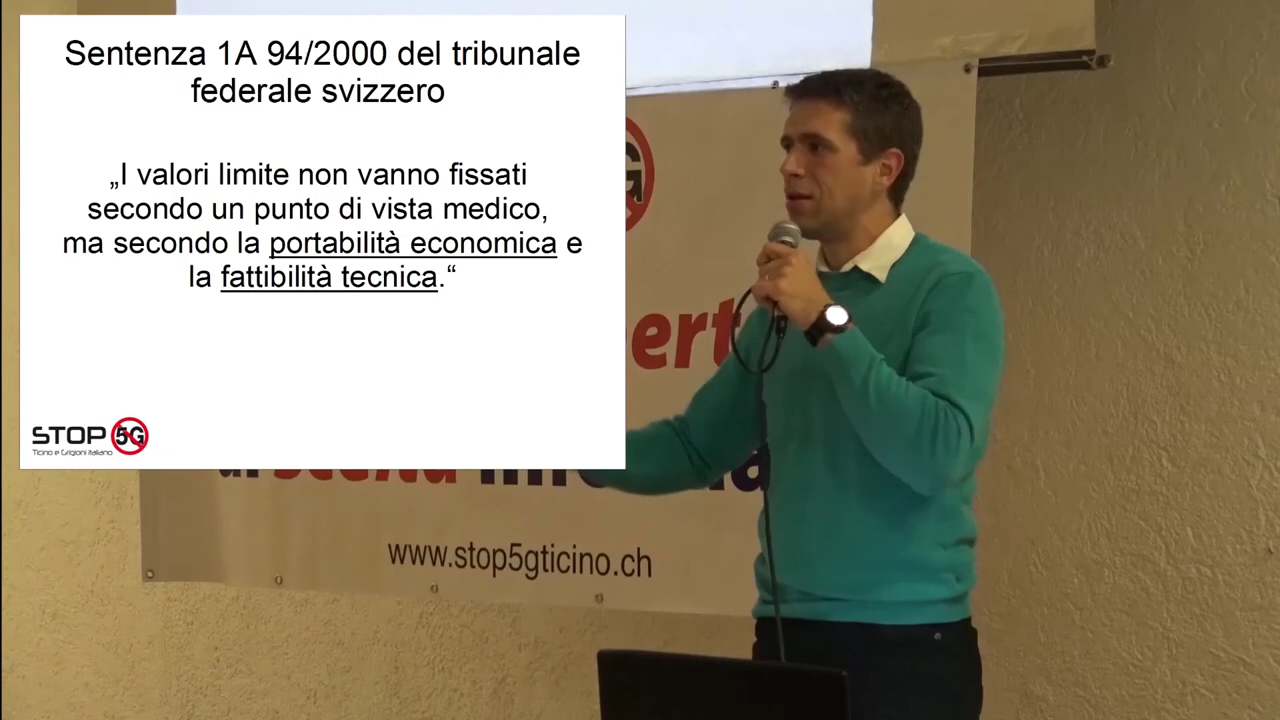 Sentenza 1A 94/2000 del tribunale
federale svizzero
„I valori limite non vanno fissati
secondo un punto di vista medico,
ma secondo la portabilità economica e
la fattibilità tecnica.“
STOP 5G
Ticino e Grigioni Italiano
www.stop5gticino.ch